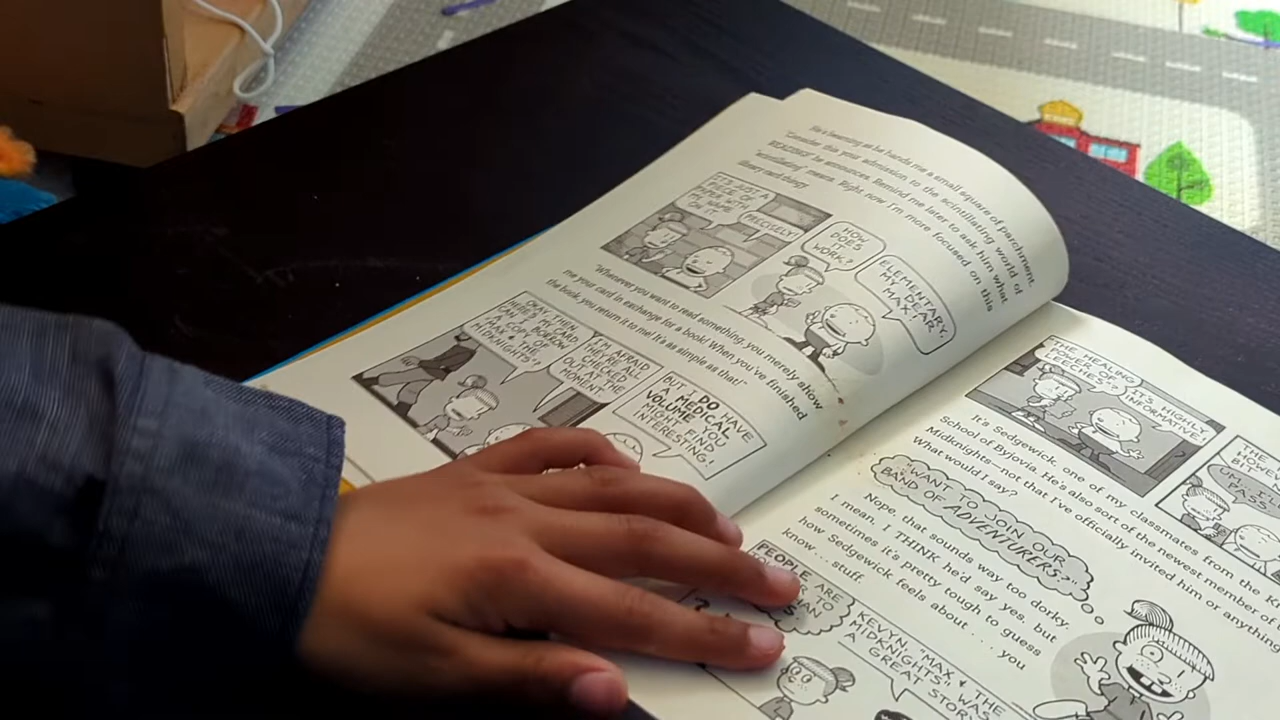 He's beaming as he hands me a small square of parchment.
"Consider this your admission to the scintillating world of
READING!" he announces. Remind me later to ask him what
"scintillating" means. Right now I'm more focused on this
library card thingy.
IT'S JUST A
PIECE OF
PAPER WITH
MY NAME
ON IT.
PRECISELY!
HOW
DOES
IT
WORK?
ELEMENTARY,
MY DEAR
MAX.
"Whenever you want to read something, you merely show
me your card in exchange for a book! When you've finished
the book, you return it to me! It's as simple as that!"
OKAY, THEN
CAN I BORROW
A COPY OF
"MAX & THE
MIDKNIGHTS"?
I'M AFRAID
THEY'RE ALL
CHECKED
OUT AT THE
MOMENT!
BUT I DO HAVE
A MEDICAL
VOLUME YOU
MIGHT FIND
INTERESTING!
"THE HEALING
POWER OF
LEECHES"?
IT'S HIGHLY
INFORMATIVE!
It's Sedgewick, one of my classmates from the
School of Byjovia. He's also sort of the newest member of
Midknights—not that I've officially invited him or anything.
What would I say?
"WANT TO JOIN OUR
BAND OF ADVENTURERS?"
Nope, that sounds way too dorky.
I mean, I THINK he'd say yes, but
sometimes it's pretty tough to guess
how Sedgewick feels about . . . you
know . . . stuff.
PEOPLE ARE
KEVYN, "MAX & THE
MIDKNIGHTS" WAS
A GREAT STORY